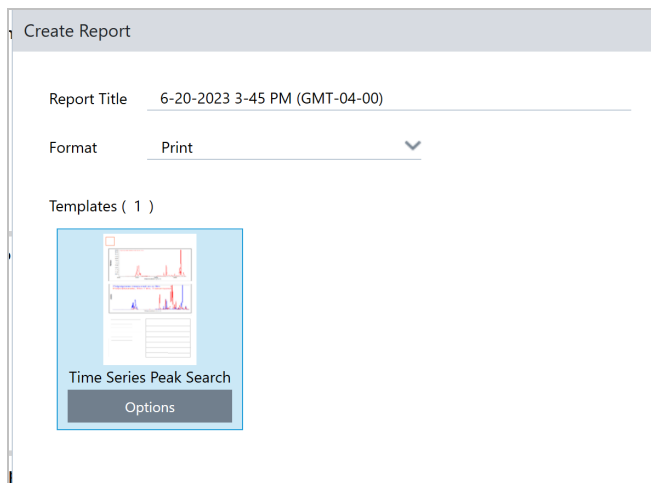 Create Report
Report Title 6-20-2023 3-45 PM (GMT-04-00)
Format Print
Templates ( 1 )
Time Series Peak Search
Options